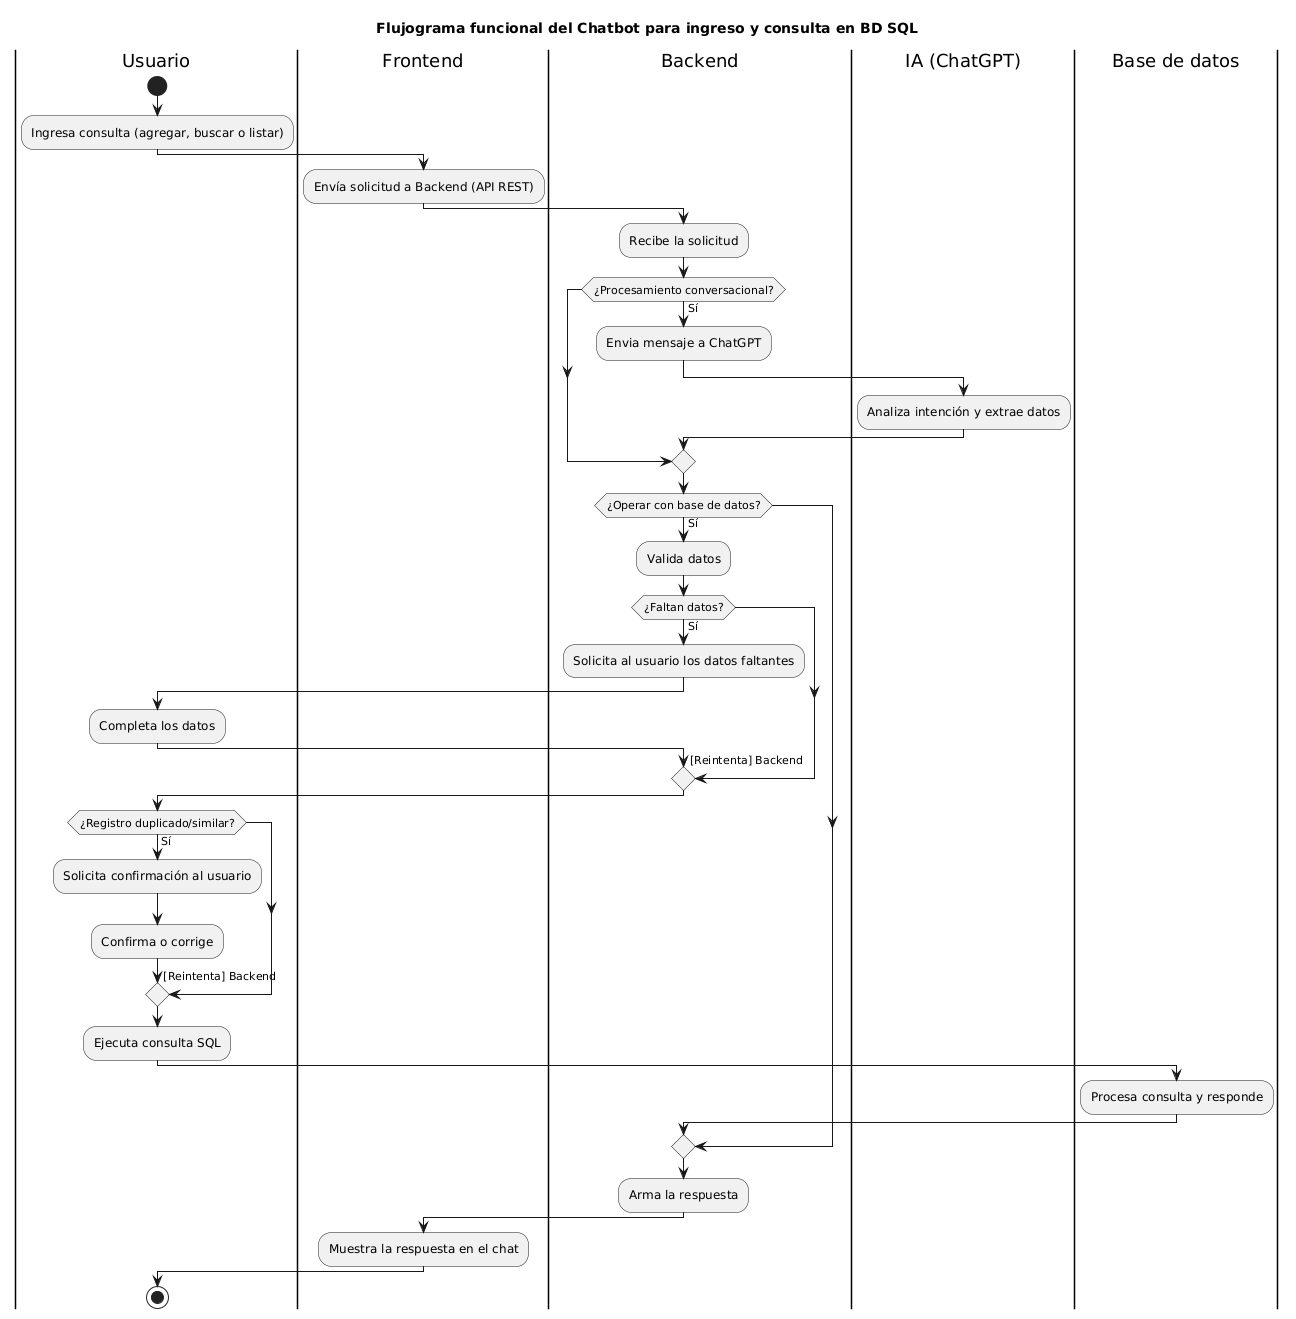 Flujograma funcional del Chatbot para ingreso y consulta en BD SQL
Usuario
Frontend
Backend
IA (ChatGPT)
Base de datos
Ingresa consulta (agregar, buscar o listar)
Envía solicitud a Backend (API REST)
Recibe la solicitud
¿Procesamiento conversacional?
Sí
Envia mensaje a ChatGPT
Analiza intención y extrae datos
¿Operar con base de datos?
Sí
Valida datos
¿Faltan datos?
Sí
Solicita al usuario los datos faltantes
Completa los datos
[Reintenta] Backend
¿Registro duplicado/similar?
Sí
Solicita confirmación al usuario
Confirma o corrige
[Reintenta] Backend
Ejecuta consulta SQL
Procesa consulta y responde
Arma la respuesta
Muestra la respuesta en el chat